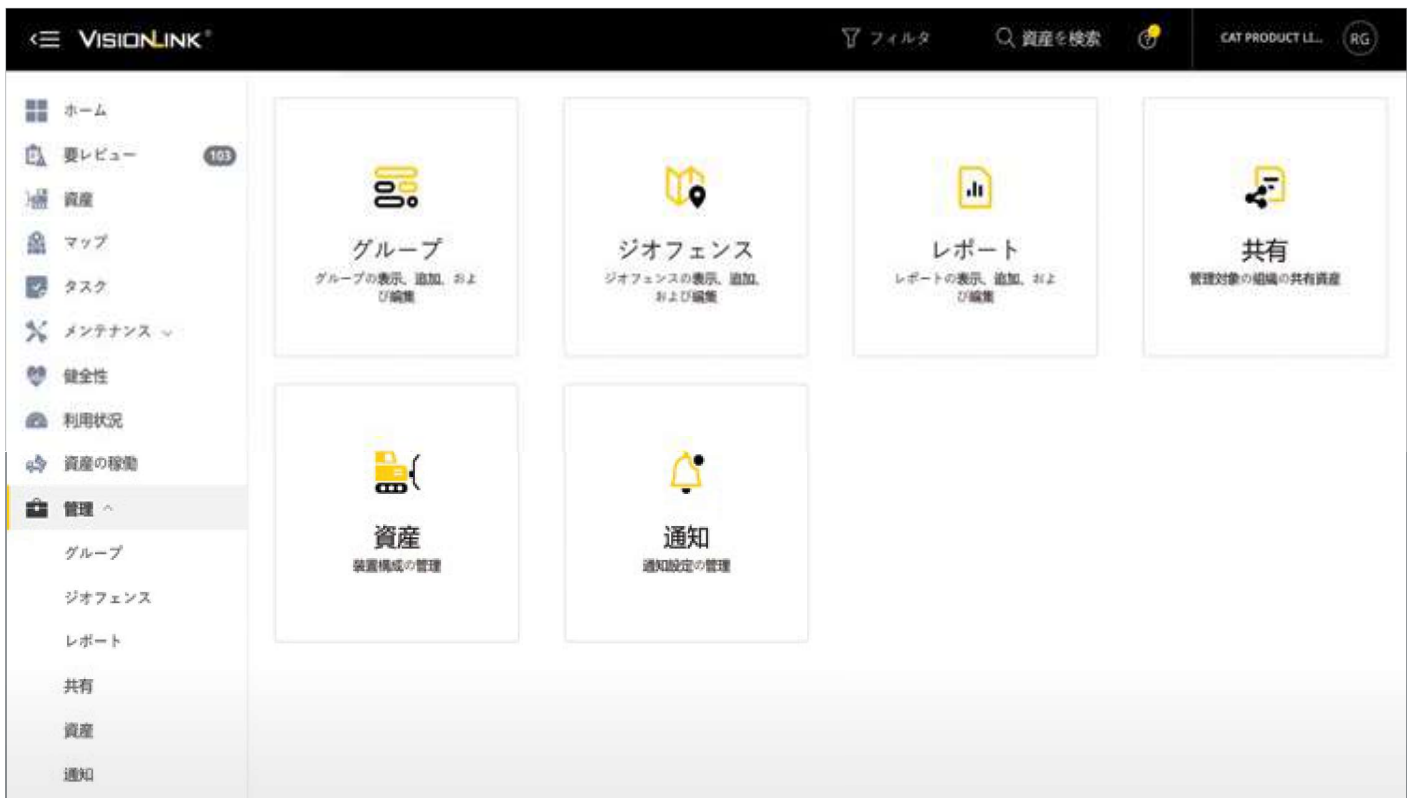 VISIONLINK®
フィルタ
資産を検索
CAT PRODUCT LI...
RG
ホーム
要レビュー
103
資産
マップ
タスク
メンテナンス
健全性
利用状況
資産の稼働
管理
グループ
ジオフェンス
レポート
共有
資産
通知
グループ
グループの表示、追加、およ
び編集
ジオフェンス
ジオフェンスの表示、追加、
および編集
レポート
レポートの表示、追加、およ
び編集
共有
管理対象の組織の共有資産
資産
装置構成の管理
通知
通知設定の管理